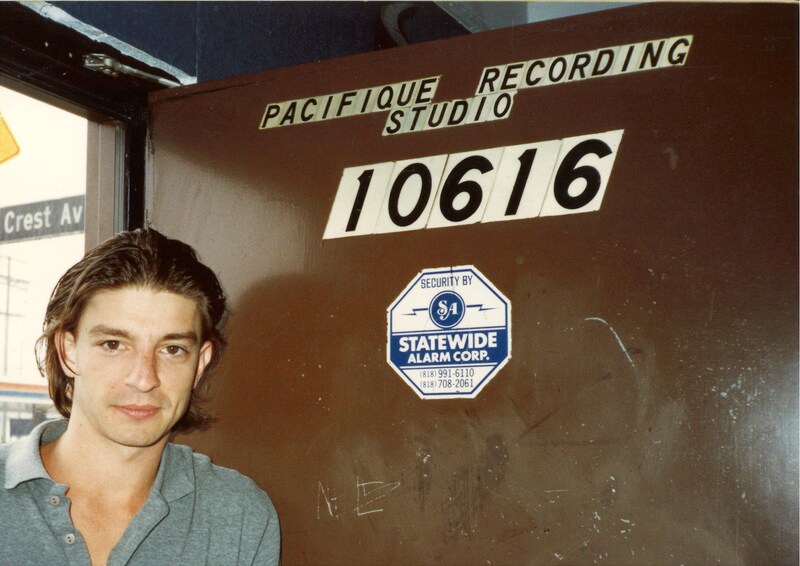 PACIFIQUE RECORDING
STUDIO
10616
Crest Av
SECURITY BY
SA
STATEWIDE
ALARM CORP.
(818) 991-6110
(818) 708-2061